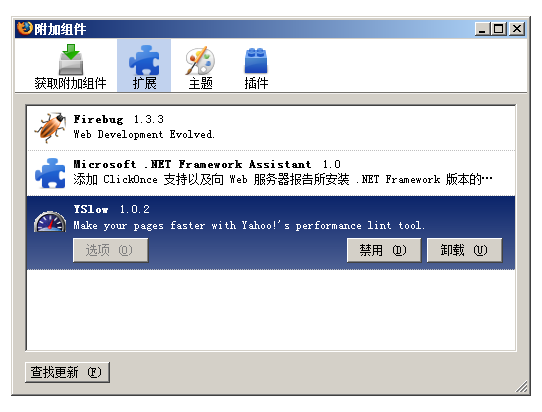 附加组件
获取附加组件 扩展 主题 插件
Firebug 1.3.3
Web Development Evolved.
Microsoft .NET Framework Assistant 1.0
添加 ClickOnce 支持以及向 Web 服务器报告所安装 .NET Framework 版本的…
YSlow 1.0.2
Make your pages faster with Yahoo!'s performance lint tool.
选项 (O) 禁用 (D) 卸载 (U)
查找更新 (F)